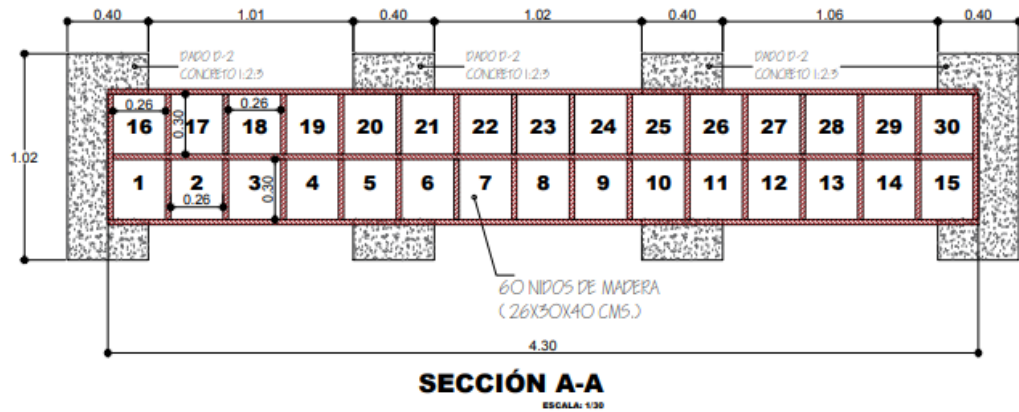 0.40 1.01 0.40 1.02 0.40 1.06 0.40
DADO D-2
CONCRETO 1:2:3
DADO D-2
CONCRETO 1:2:3
DADO D-2
CONCRETO 1:2:3
0.26 0.30 0.26
16 17 18 19 20 21 22 23 24 25 26 27 28 29 30
1.02
1 2 3 4 5 6 7 8 9 10 11 12 13 14 15
0.26 0.30
60 NIDOS DE MADERA
( 26X30X40 CMS.)
4.30
SECCIÓN A-A
ESCALA: 1/30